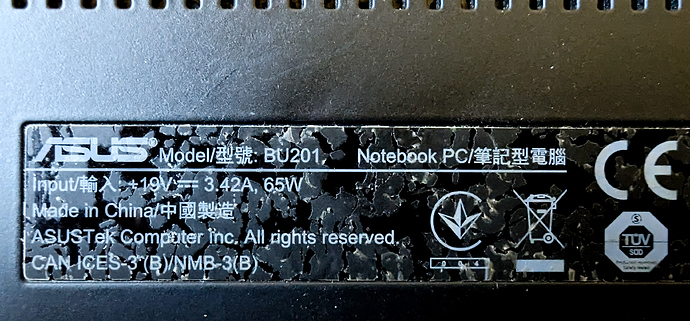 ASUS® Model/型號: BU201, Notebook PC/筆記型電腦
Input/輸入: +19V⎓ 3.42A, 65W
Made in China/中國製造
ASUSTek Computer Inc. All rights reserved.
CAN ICES-3 (B)/NMB-3(B)
004
CE
S
TÜV
SÜD